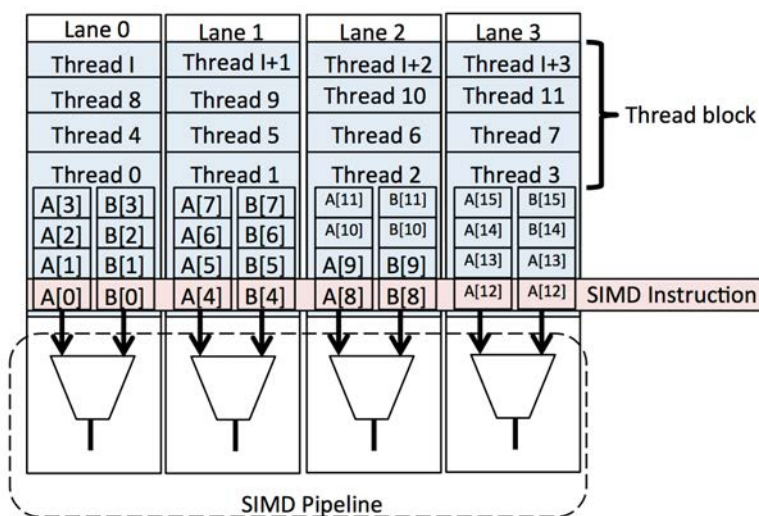 Lane 0 Lane 1 Lane 2 Lane 3
Thread I Thread I+1 Thread I+2 Thread I+3
Thread 8 Thread 9 Thread 10 Thread 11
Thread block
Thread 4 Thread 5 Thread 6 Thread 7
Thread 0 Thread 1 Thread 2 Thread 3
A[3] B[3] A[7] B[7] A[11] B[11] A[15] B[15]
A[2] B[2] A[6] B[6] A[10] B[10] A[14] B[14]
A[1] B[1] A[5] B[5] A[9] B[9] A[13] A[13]
A[0] B[0] A[4] B[4] A[8] B[8] A[12] A[12] SIMD Instruction
SIMD Pipeline